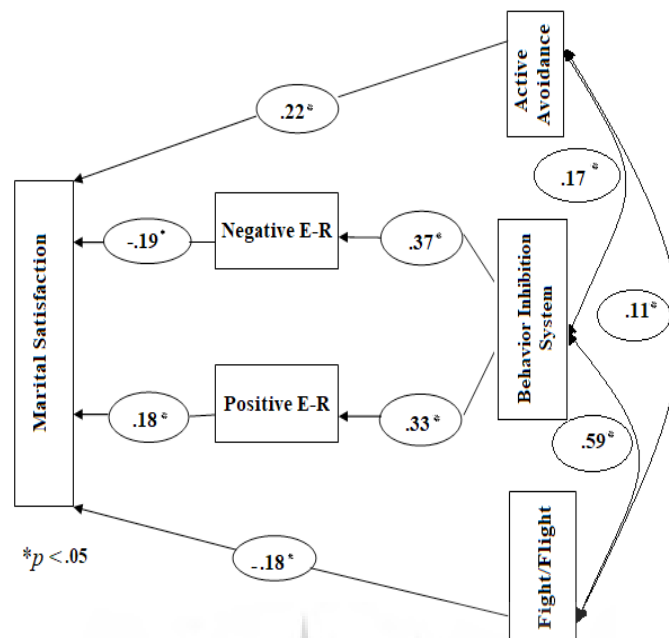 Active
Avoidance
.22*
.17 *
Marital Satisfaction
Negative E-R
-.19*
.37*
Behavior Inhibition
System
.11*
Positive E-R
.18*
.33*
.59*
*p < .05
-.18*
Fight/Flight